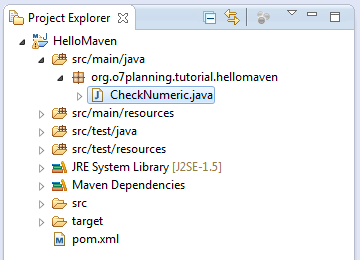 Project Explorer
HelloMaven
src/main/java
org.o7planning.tutorial.hellomaven
CheckNumeric.java
src/main/resources
src/test/java
src/test/resources
JRE System Library [J2SE-1.5]
Maven Dependencies
src
target
pom.xml